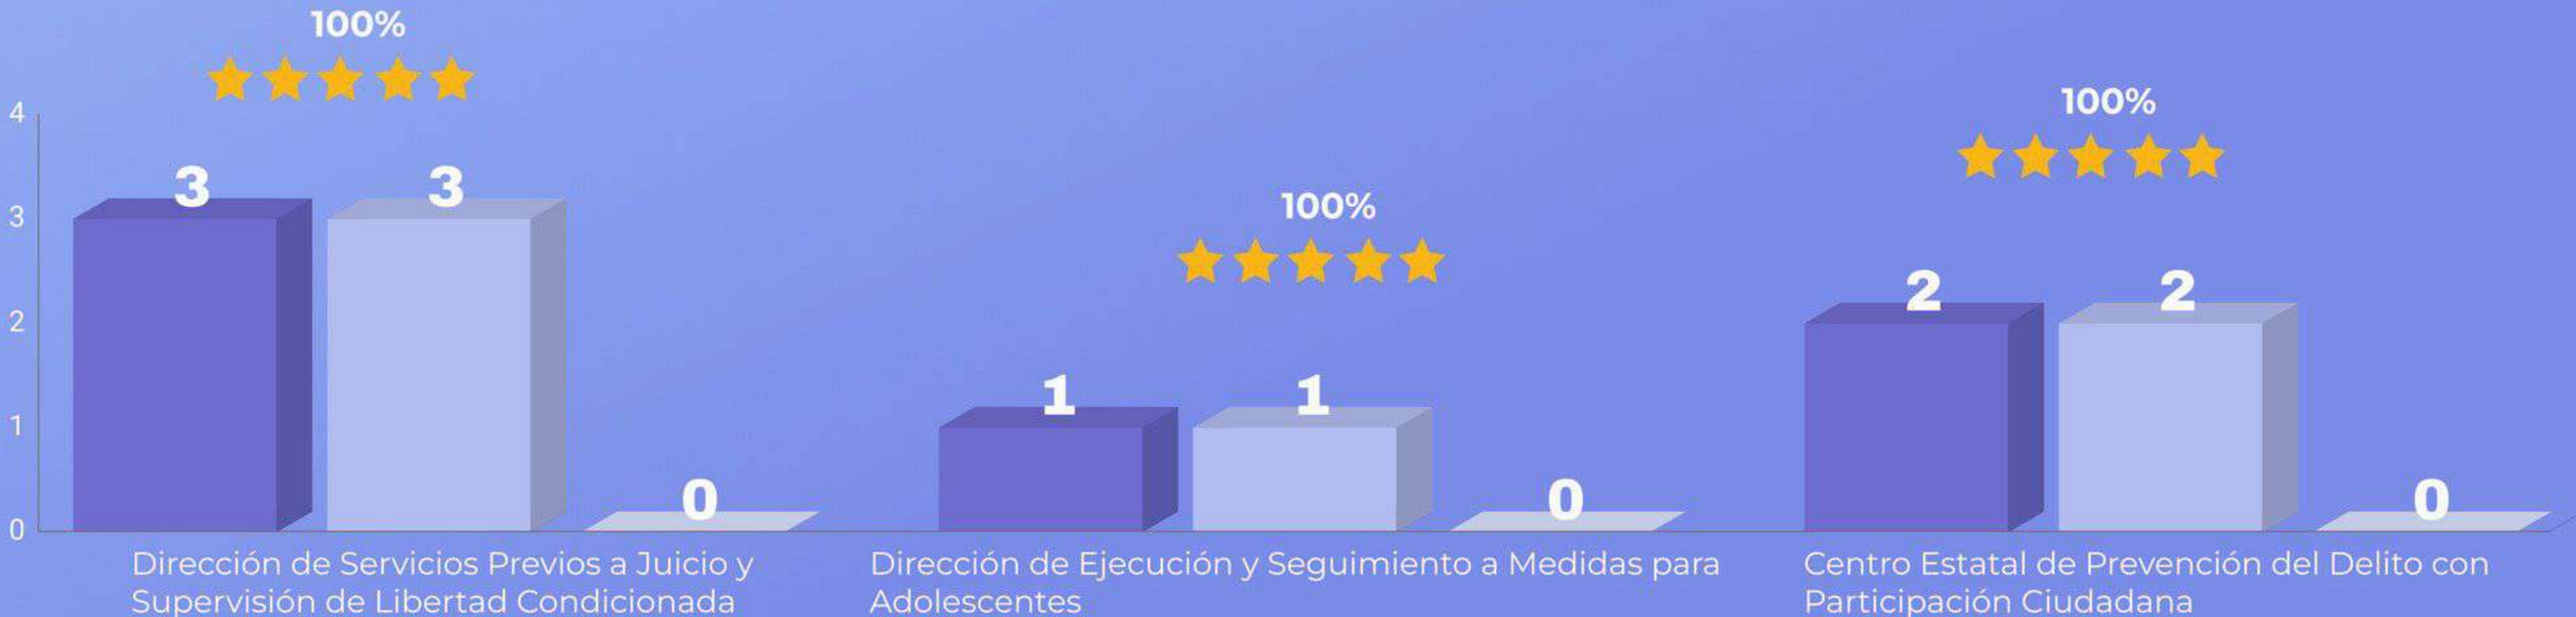 100%
100%
100%
4
3
2
1
0
3
3
0
1
1
0
2
2
0
Dirección de Servicios Previos a Juicio y
Supervisión de Libertad Condicionada
Dirección de Ejecución y Seguimiento a Medidas para
Adolescentes
Centro Estatal de Prevención del Delito con
Participación Ciudadana